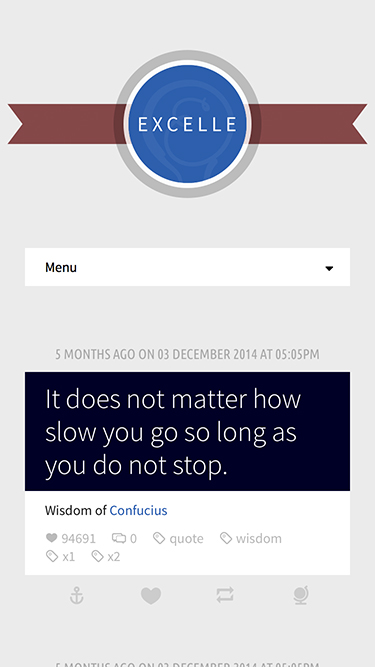 EXCELLE
Menu
5 MONTHS AGO ON 03 DECEMBER 2014 AT 05:05PM
It does not matter how
slow you go so long as
you do not stop.
Wisdom of Confucius
94691 0 quote wisdom
x1 x2
5 MONTHS AGO ON 03 DECEMBER 2014 AT 05:05PM